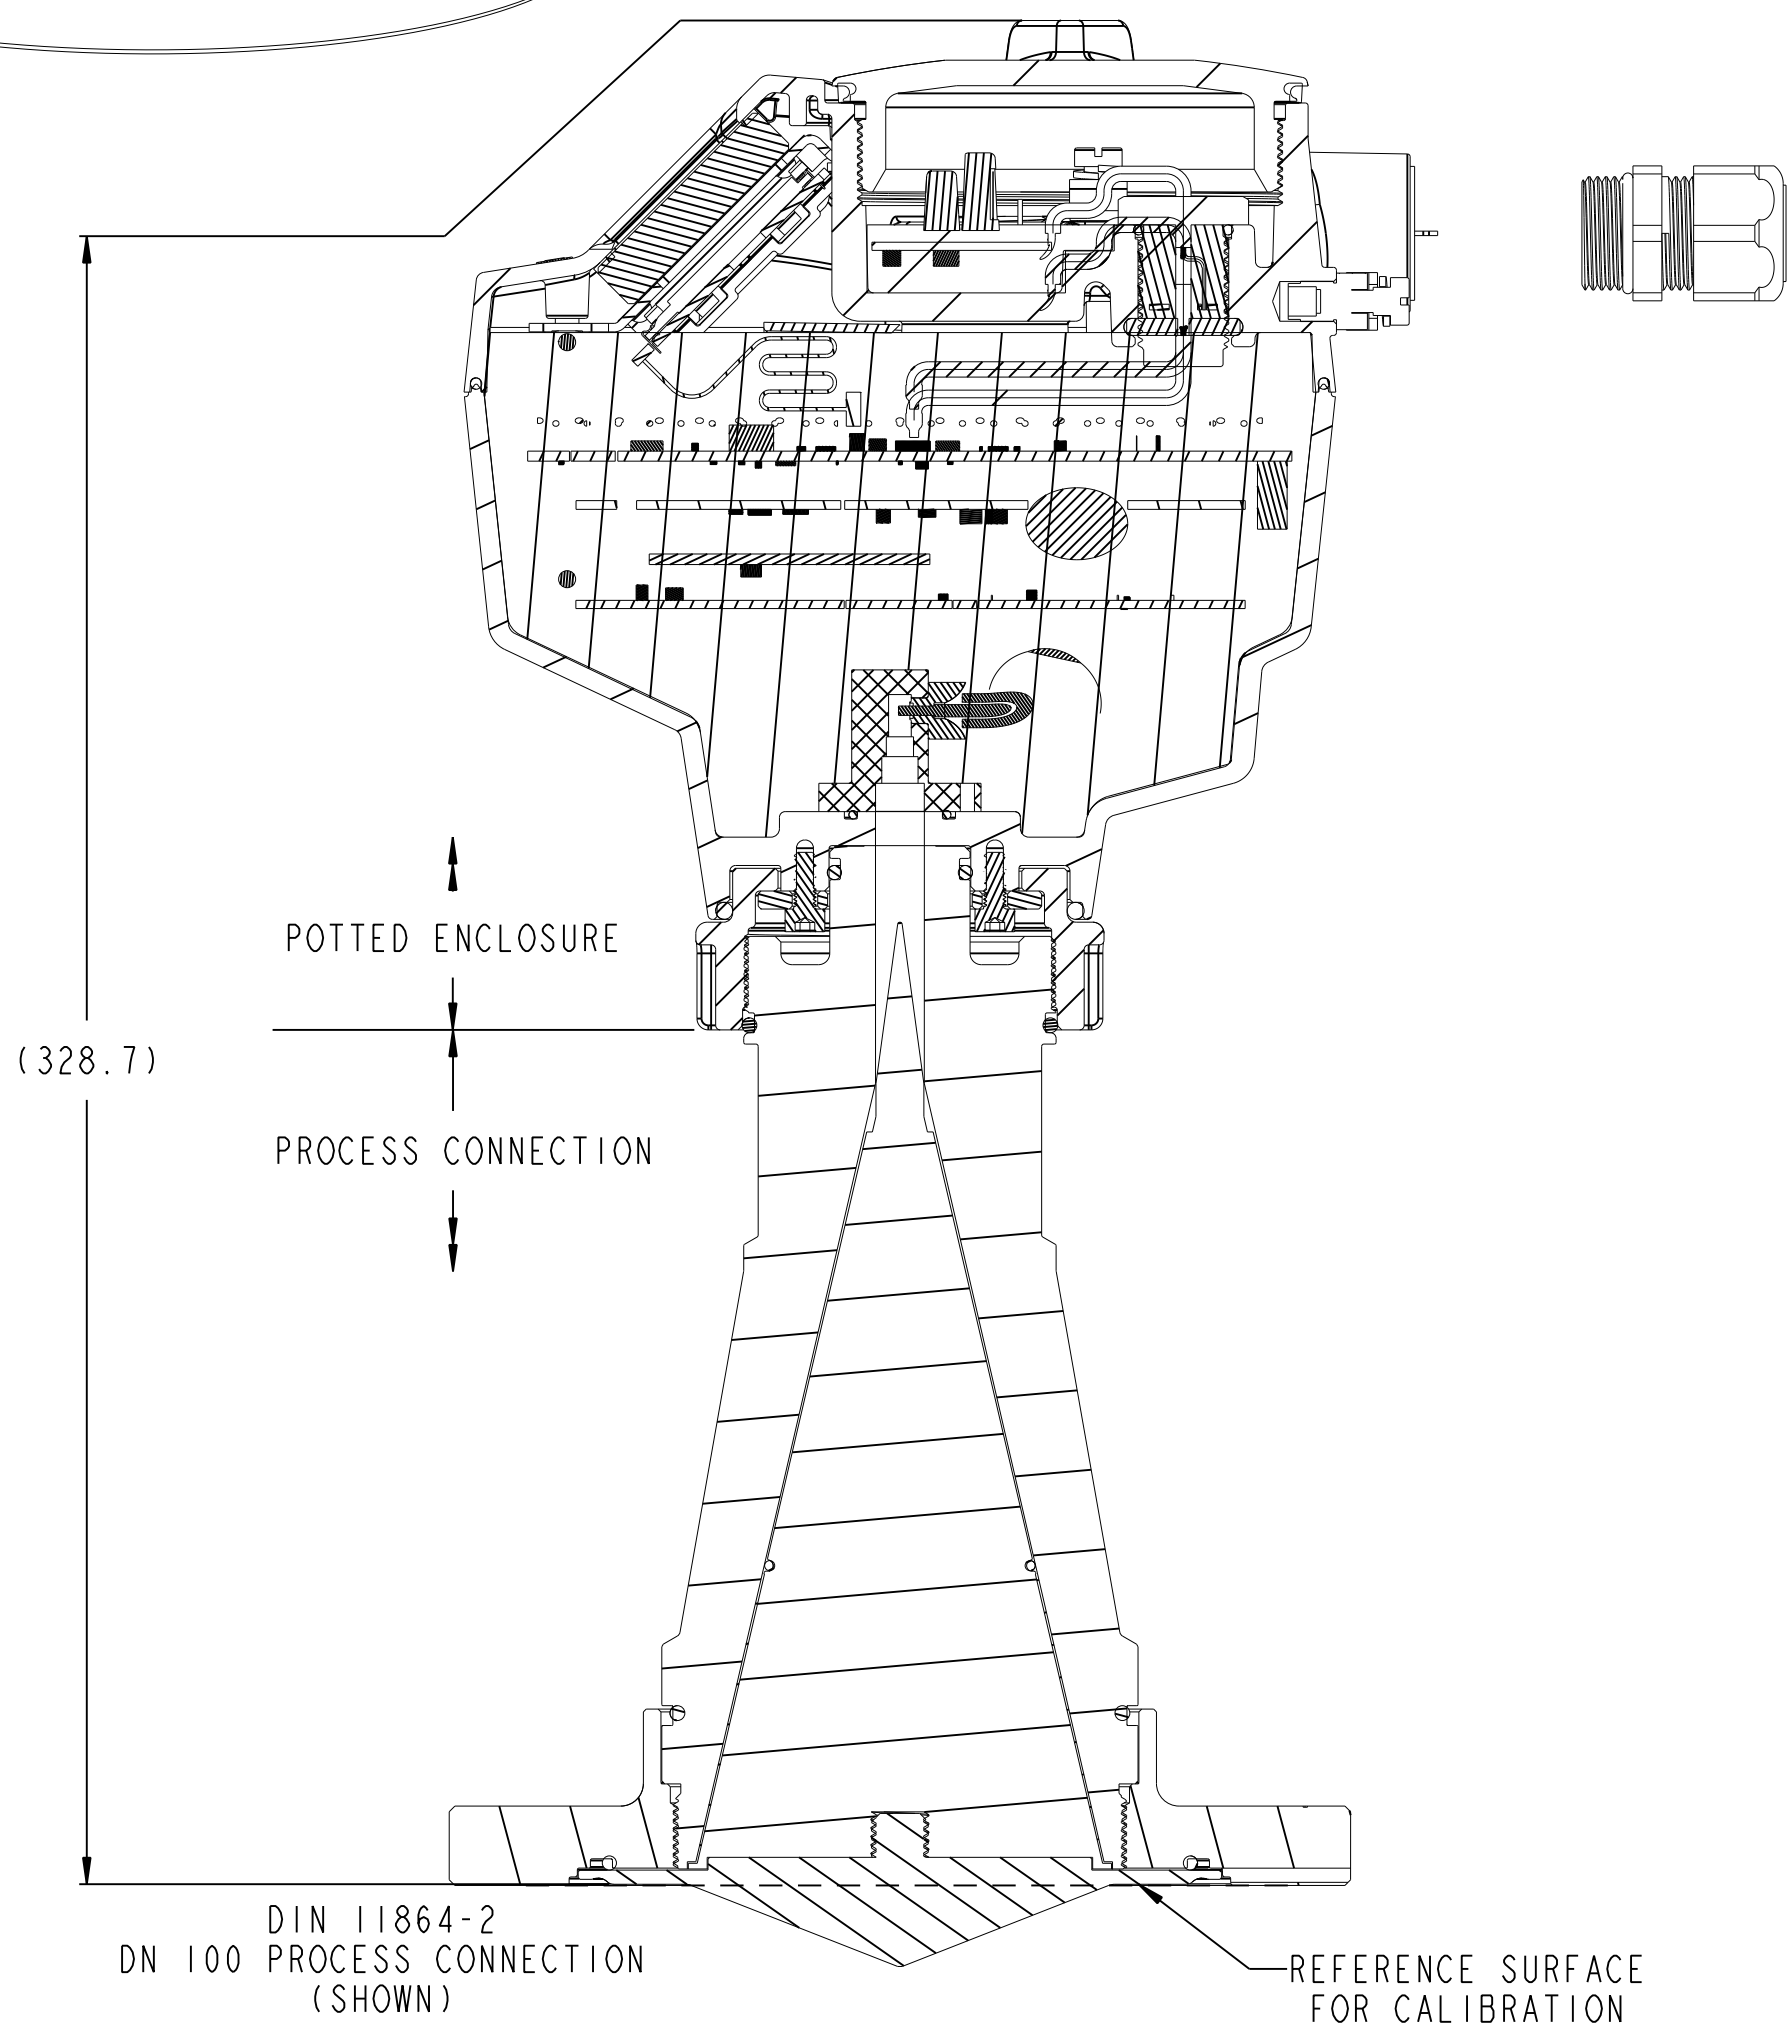 POTTED ENCLOSURE
(328.7)
PROCESS CONNECTION
DIN 11864-2
DN 100 PROCESS CONNECTION
(SHOWN)
REFERENCE SURFACE
FOR CALIBRATION